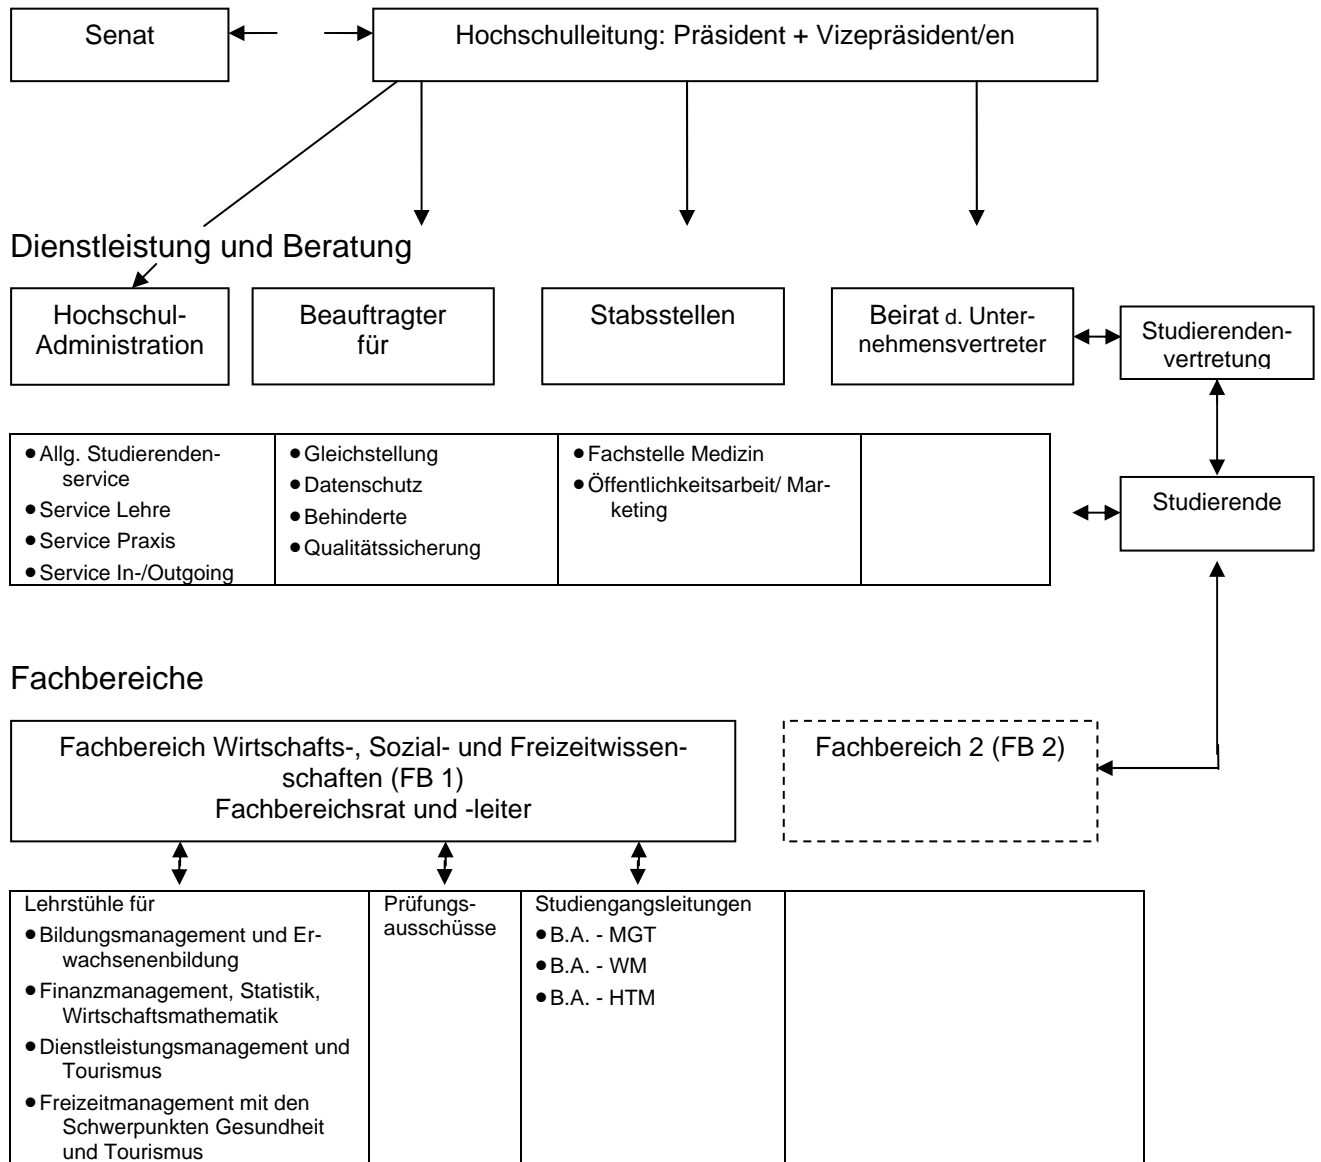 Senat
Hochschulleitung: Präsident + Vizepräsident/en
Dienstleistung und Beratung
Hochschul-
Administration
Beauftragter
für
Stabsstellen
Beirat d. Unter-
nehmensvertreter
Studierenden-
vertretung
● Allg. Studierenden-
service
● Service Lehre
● Service Praxis
● Service In-/Outgoing
● Gleichstellung
● Datenschutz
● Behinderte
● Qualitätssicherung
● Fachstelle Medizin
● Öffentlichkeitsarbeit/ Mar-
keting
Studierende
Fachbereiche
Fachbereich Wirtschafts-, Sozial- und Freizeitwissen-
schaften (FB 1)
Fachbereichsrat und -leiter
Fachbereich 2 (FB 2)
Lehrstühle für
● Bildungsmanagement und Er-
wachsenenbildung
● Finanzmanagement, Statistik,
Wirtschaftsmathematik
● Dienstleistungsmanagement und
Tourismus
● Freizeitmanagement mit den
Schwerpunkten Gesundheit
und Tourismus
Prüfungs-
ausschüsse
Studiengangsleitungen
● B.A. - MGT
● B.A. - WM
● B.A. - HTM